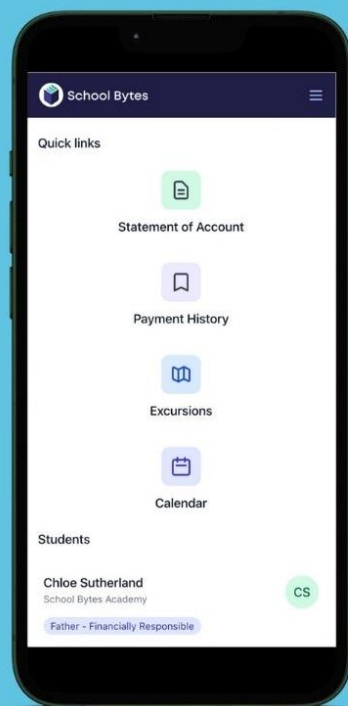 School Bytes
Quick links
Statement of Account
Payment History
Excursions
Calendar
Students
Chloe Sutherland
School Bytes Academy
CS
Father - Financially Responsible